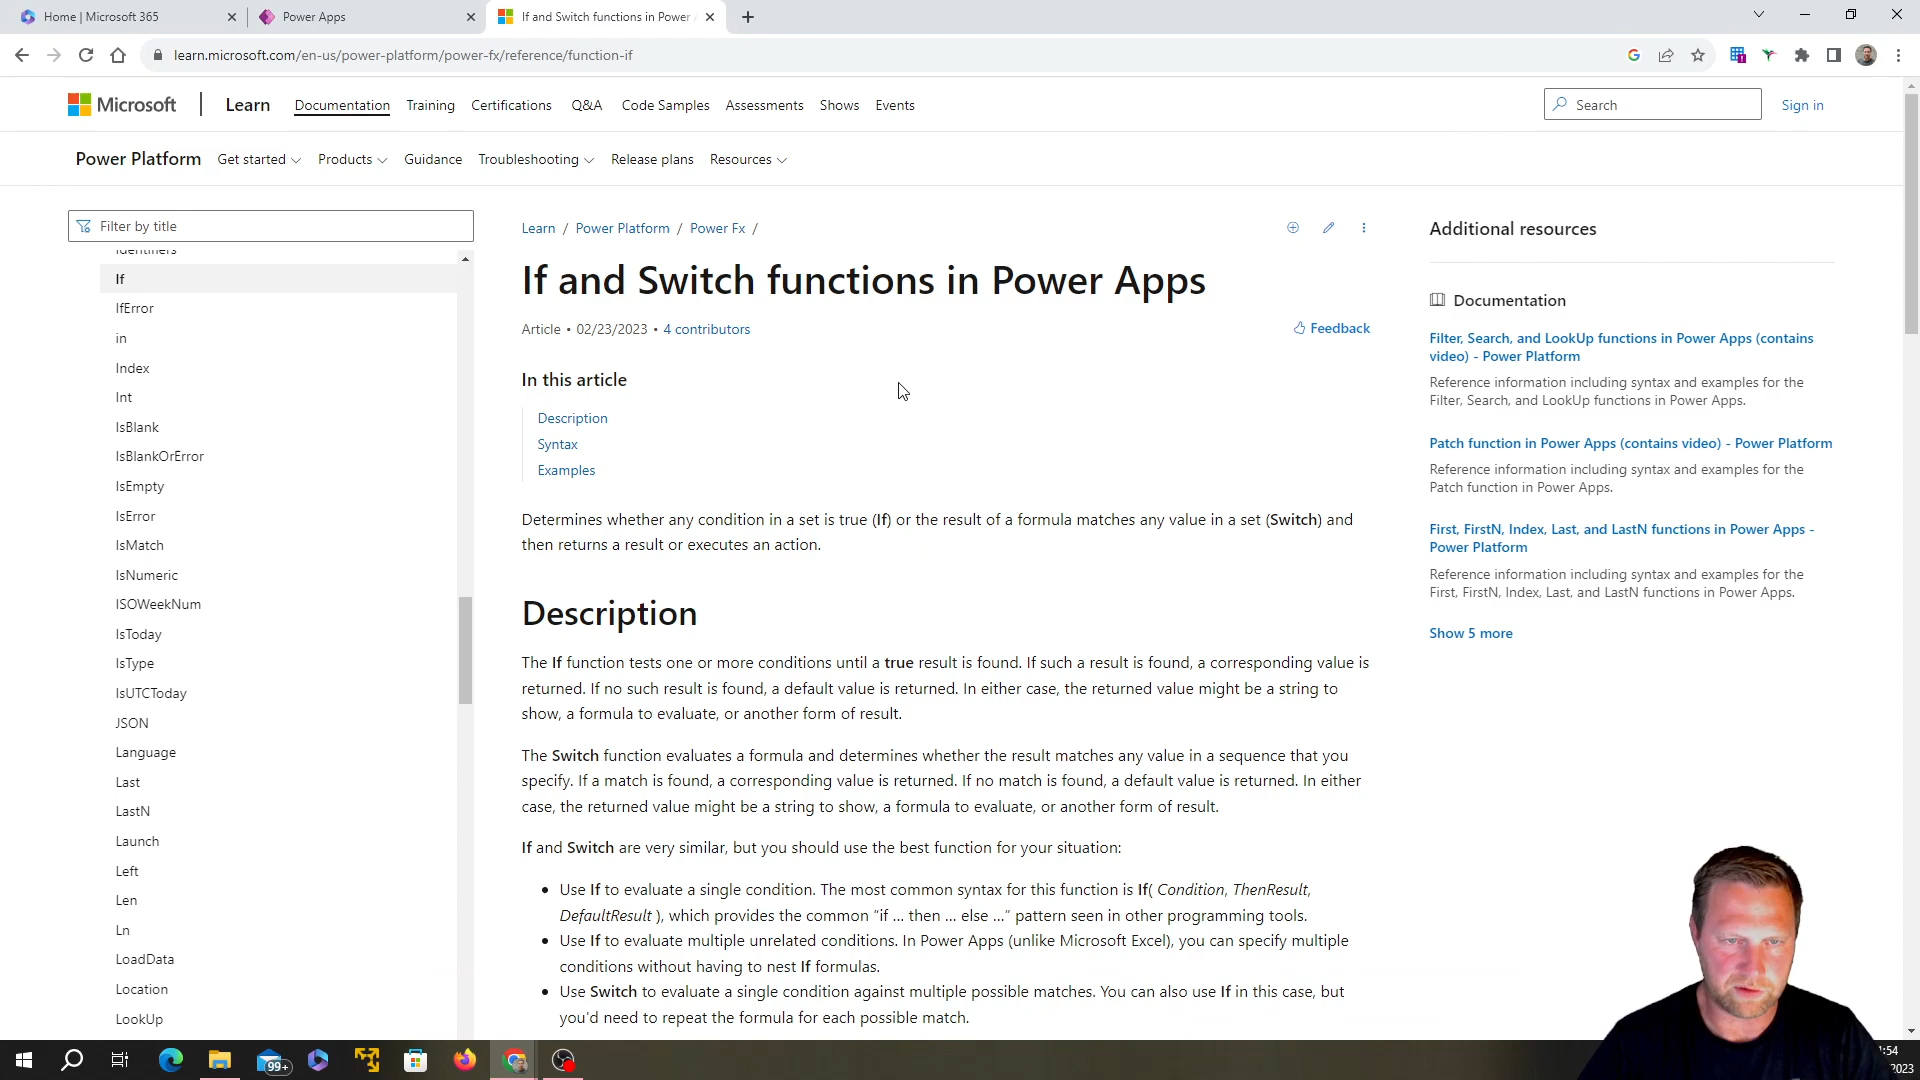 Home | Microsoft 365
Power Apps
If and Switch functions in Power A
learn.microsoft.com/en-us/power-platform/power-fx/reference/function-if
Microsoft
Learn
Documentation
Training
Certifications
Q&A
Code Samples
Assessments
Shows
Events
Search
Sign in
Power Platform
Get started
Products
Guidance
Troubleshooting
Release plans
Resources
Filter by title
Identifiers
If
IfError
in
Index
Int
IsBlank
IsBlankOrError
IsEmpty
IsError
IsMatch
IsNumeric
ISOWeekNum
IsToday
IsType
IsUTCToday
JSON
Language
Last
LastN
Launch
Left
Len
Ln
LoadData
Location
LookUp
Learn / Power Platform / Power Fx /
If and Switch functions in Power Apps
Article • 02/23/2023 • 4 contributors
Feedback
In this article
Description
Syntax
Examples
Determines whether any condition in a set is true (If) or the result of a formula matches any value in a set (Switch) and
then returns a result or executes an action.
Description
The If function tests one or more conditions until a true result is found. If such a result is found, a corresponding value is
returned. If no such result is found, a default value is returned. In either case, the returned value might be a string to
show, a formula to evaluate, or another form of result.
The Switch function evaluates a formula and determines whether the result matches any value in a sequence that you
specify. If a match is found, a corresponding value is returned. If no match is found, a default value is returned. In either
case, the returned value might be a string to show, a formula to evaluate, or another form of result.
If and Switch are very similar, but you should use the best function for your situation:
• Use If to evaluate a single condition. The most common syntax for this function is If( Condition, ThenResult,
DefaultResult ), which provides the common "if ... then ... else ..." pattern seen in other programming tools.
• Use If to evaluate multiple unrelated conditions. In Power Apps (unlike Microsoft Excel), you can specify multiple
conditions without having to nest If formulas.
• Use Switch to evaluate a single condition against multiple possible matches. You can also use If in this case, but
you'd need to repeat the formula for each possible match.
Additional resources
Documentation
Filter, Search, and LookUp functions in Power Apps (contains
video) - Power Platform
Reference information including syntax and examples for the
Filter, Search, and LookUp functions in Power Apps.
Patch function in Power Apps (contains video) - Power Platform
Reference information including syntax and examples for the
Patch function in Power Apps.
First, FirstN, Index, Last, and LastN functions in Power Apps -
Power Platform
Reference information including syntax and examples for the
First, FirstN, Index, Last, and LastN functions in Power Apps.
Show 5 more
99+
:54
2023